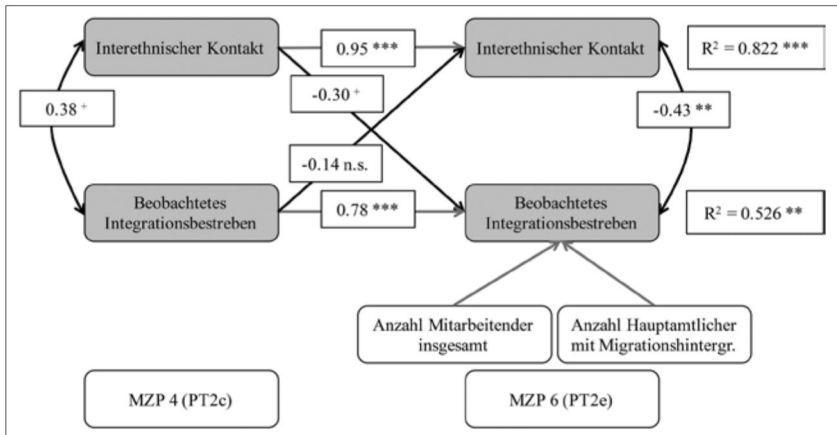 Interethnischer Kontakt
0.95 ***
Interethnischer Kontakt
R² = 0.822 ***
-0.30 +
0.38 +
-0.43 **
-0.14 n.s.
Beobachtetes
Integrationsbestreben
0.78 ***
Beobachtetes
Integrationsbestreben
R² = 0.526 **
Anzahl Mitarbeitender
insgesamt
Anzahl Hauptamtlicher
mit Migrationshintergr.
MZP 4 (PT2c)
MZP 6 (PT2e)